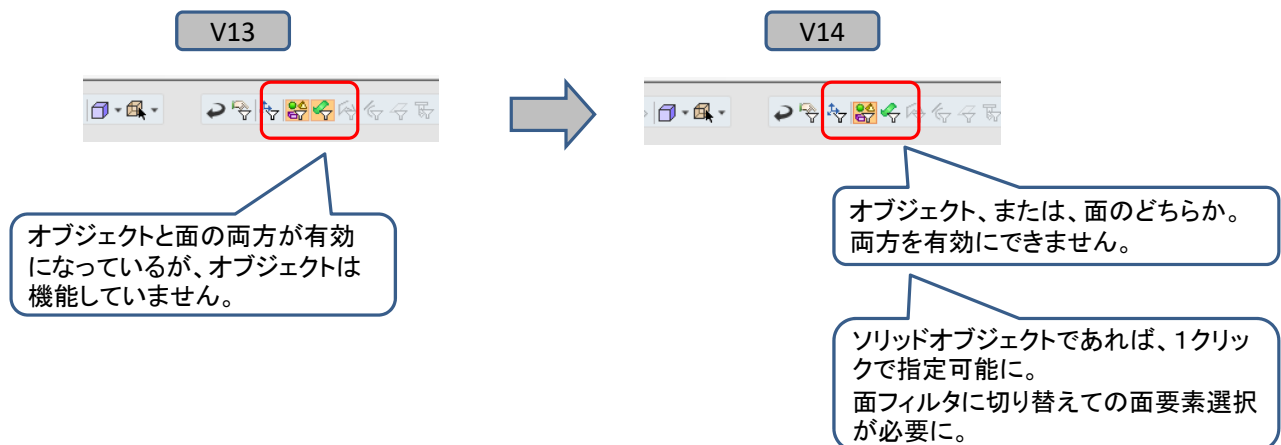 V13
V14
オブジェクトと面の両方が有効
になっているが、オブジェクトは
機能していません。
オブジェクト、または、面のどちらか。
両方を有効にできません。
ソリッドオブジェクトであれば、１クリッ
クで指定可能に。
面フィルタに切り替えての面要素選択
が必要に。